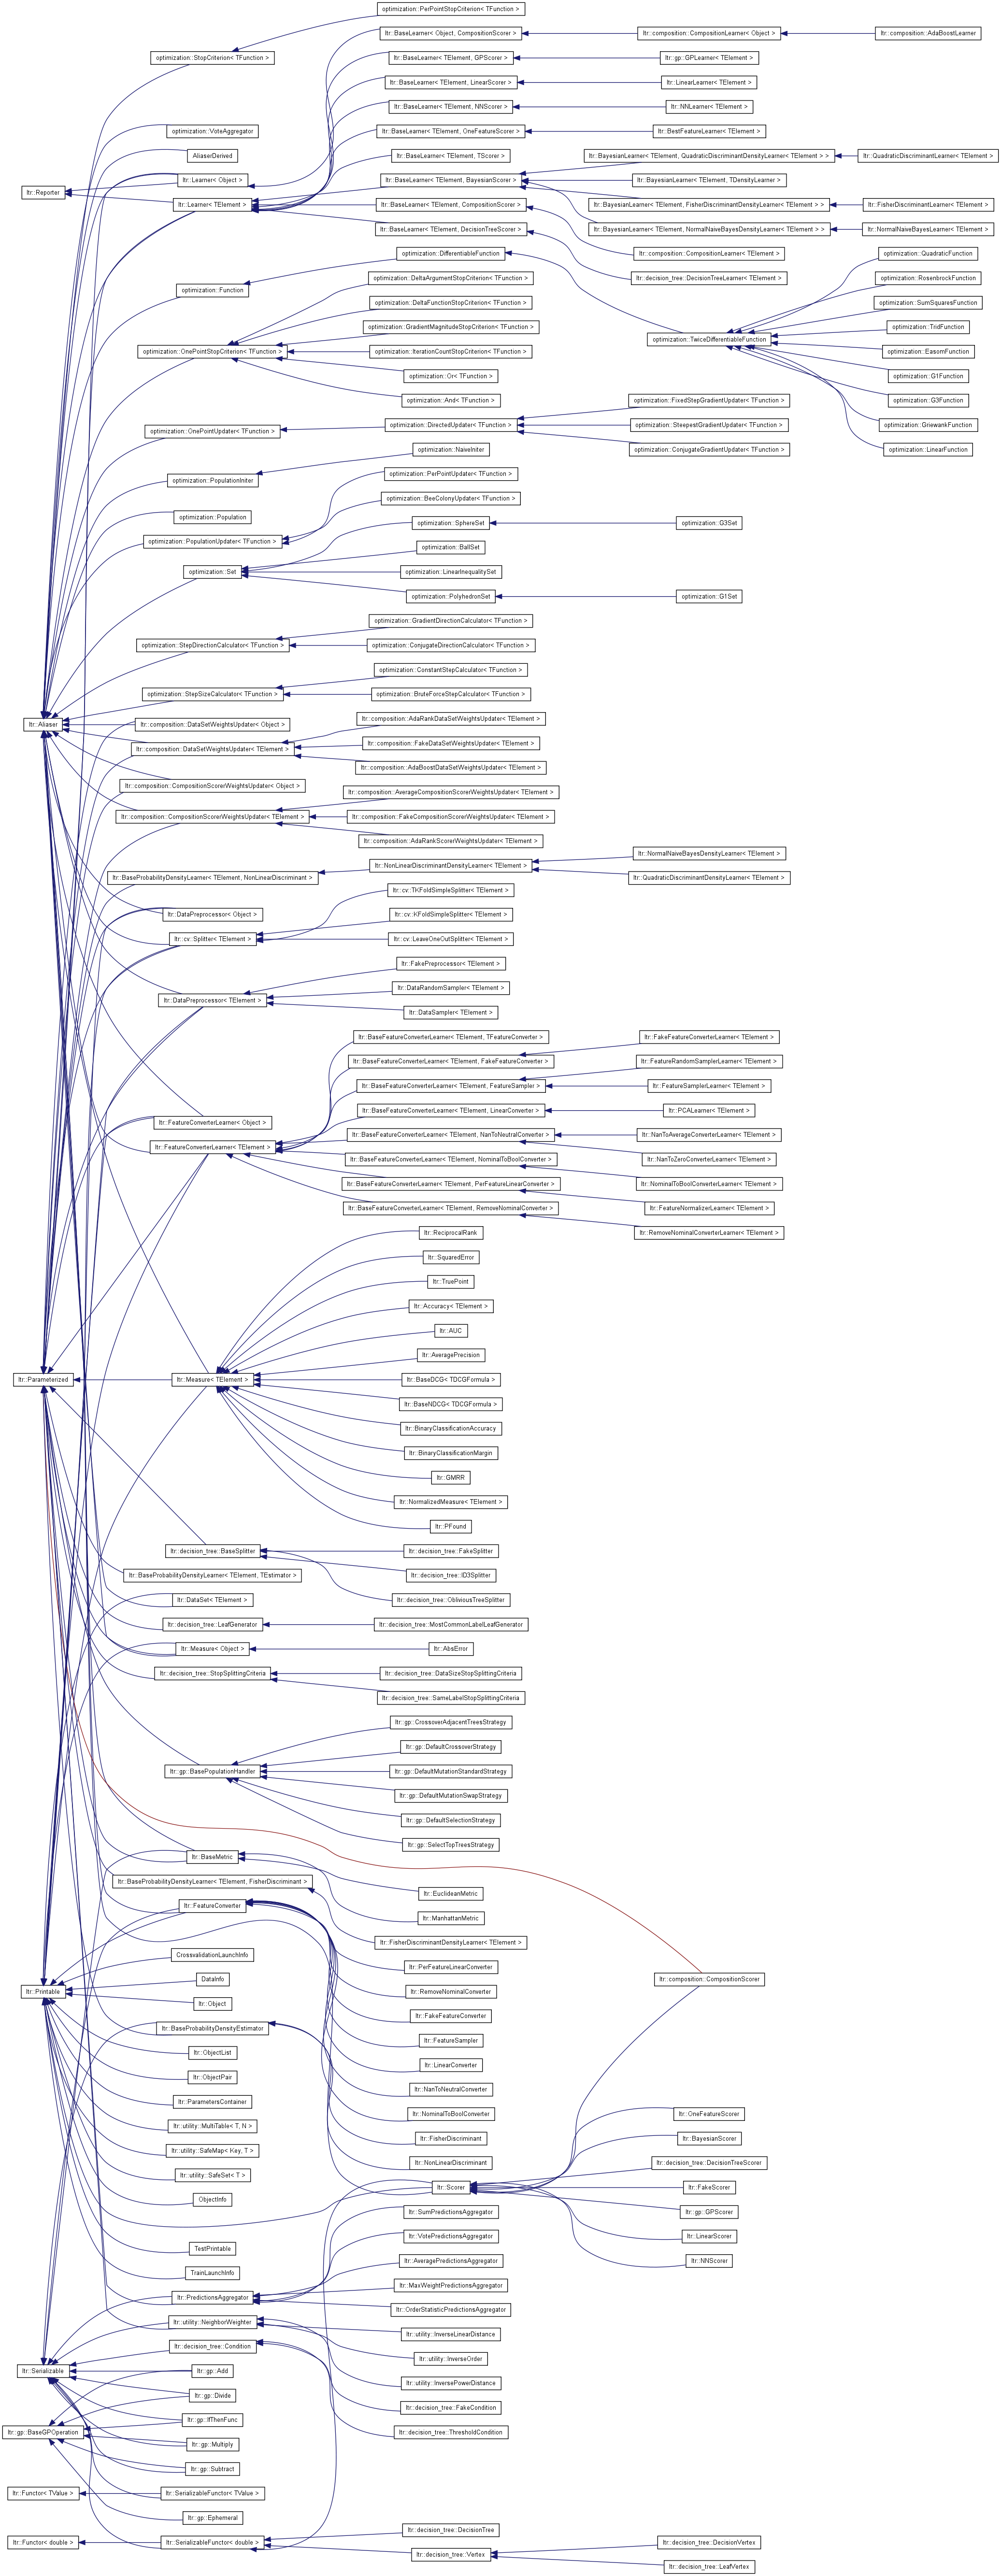 optimization::PerPointStopCriterion< TFunction >
ltr::BaseLearner< Object, CompositionScorer >
ltr::composition::CompositionLearner< Object >
ltr::composition::AdaBoostLearner
optimization::StopCriterion< TFunction >
ltr::BaseLearner< TElement, GPScorer >
ltr::gp::GPLearner< TElement >
ltr::BaseLearner< TElement, LinearScorer >
ltr::LinearLearner< TElement >
ltr::BaseLearner< TElement, NNScorer >
ltr::NNLearner< TElement >
optimization::VoteAggregator
ltr::BaseLearner< TElement, OneFeatureScorer >
ltr::BestFeatureLearner< TElement >
AliaserDerived
ltr::BaseLearner< TElement, TScorer >
ltr::BayesianLearner< TElement, QuadraticDiscriminantDensityLearner< TElement > >
ltr::QuadraticDiscriminantLearner< TElement >
ltr::Learner< Object >
ltr::BaseLearner< TElement, BayesianScorer >
ltr::BayesianLearner< TElement, TDensityLearner >
ltr::Reporter
ltr::Learner< TElement >
ltr::BaseLearner< TElement, CompositionScorer >
ltr::BayesianLearner< TElement, FisherDiscriminantDensityLearner< TElement > >
ltr::FisherDiscriminantLearner< TElement >
ltr::BaseLearner< TElement, DecisionTreeScorer >
ltr::BayesianLearner< TElement, NormalNaiveBayesDensityLearner< TElement > >
ltr::NormalNaiveBayesLearner< TElement >
optimization::DifferentiableFunction
ltr::composition::CompositionLearner< TElement >
optimization::QuadraticFunction
optimization::DeltaArgumentStopCriterion< TFunction >
ltr::decision_tree::DecisionTreeLearner< TElement >
optimization::RosenbrockFunction
optimization::Function
optimization::DeltaFunctionStopCriterion< TFunction >
optimization::SumSquaresFunction
optimization::GradientMagnitudeStopCriterion< TFunction >
optimization::TridFunction
optimization::TwiceDifferentiableFunction
optimization::OnePointStopCriterion< TFunction >
optimization::IterationCountStopCriterion< TFunction >
optimization::EasomFunction
optimization::Or< TFunction >
optimization::G1Function
optimization::And< TFunction >
optimization::FixedStepGradientUpdater< TFunction >
optimization::G3Function
optimization::OnePointUpdater< TFunction >
optimization::DirectedUpdater< TFunction >
optimization::SteepestGradientUpdater< TFunction >
optimization::GriewankFunction
optimization::NaiveIniter
optimization::ConjugateGradientUpdater< TFunction >
optimization::LinearFunction
optimization::PopulationIniter
optimization::PerPointUpdater< TFunction >
optimization::BeeColonyUpdater< TFunction >
optimization::Population
optimization::SphereSet
optimization::G3Set
optimization::PopulationUpdater< TFunction >
optimization::BallSet
optimization::Set
optimization::LinearInequalitySet
optimization::PolyhedronSet
optimization::G1Set
optimization::GradientDirectionCalculator< TFunction >
optimization::StepDirectionCalculator< TFunction >
optimization::ConjugateDirectionCalculator< TFunction >
optimization::ConstantStepCalculator< TFunction >
optimization::StepSizeCalculator< TFunction >
optimization::BruteForceStepCalculator< TFunction >
ltr::Aliaser
ltr::composition::DataSetWeightsUpdater< Object >
ltr::composition::AdaRankDataSetWeightsUpdater< TElement >
ltr::composition::DataSetWeightsUpdater< TElement >
ltr::composition::FakeDataSetWeightsUpdater< TElement >
ltr::composition::AdaBoostDataSetWeightsUpdater< TElement >
ltr::composition::CompositionScorerWeightsUpdater< Object >
ltr::composition::AverageCompositionScorerWeightsUpdater< TElement >
ltr::composition::CompositionScorerWeightsUpdater< TElement >
ltr::composition::FakeCompositionScorerWeightsUpdater< TElement >
ltr::composition::AdaRankScorerWeightsUpdater< TElement >
ltr::NormalNaiveBayesDensityLearner< TElement >
ltr::BaseProbabilityDensityLearner< TElement, NonLinearDiscriminant >
ltr::NonLinearDiscriminantDensityLearner< TElement >
ltr::QuadraticDiscriminantDensityLearner< TElement >
ltr::cv::TKFoldSimpleSplitter< TElement >
ltr::DataPreprocessor< Object >
ltr::cv::KFoldSimpleSplitter< TElement >
ltr::cv::Splitter< TElement >
ltr::cv::LeaveOneOutSplitter< TElement >
ltr::FakePreprocessor< TElement >
ltr::DataRandomSampler< TElement >
ltr::DataPreprocessor< TElement >
ltr::DataSampler< TElement >
ltr::BaseFeatureConverterLearner< TElement, TFeatureConverter >
ltr::FakeFeatureConverterLearner< TElement >
ltr::BaseFeatureConverterLearner< TElement, FakeFeatureConverter >
ltr::FeatureRandomSamplerLearner< TElement >
ltr::BaseFeatureConverterLearner< TElement, FeatureSampler >
ltr::FeatureSamplerLearner< TElement >
ltr::BaseFeatureConverterLearner< TElement, LinearConverter >
ltr::PCALearner< TElement >
ltr::FeatureConverterLearner< Object >
ltr::BaseFeatureConverterLearner< TElement, NanToNeutralConverter >
ltr::NanToAverageConverterLearner< TElement >
ltr::FeatureConverterLearner< TElement >
ltr::BaseFeatureConverterLearner< TElement, NominalToBoolConverter >
ltr::NanToZeroConverterLearner< TElement >
ltr::BaseFeatureConverterLearner< TElement, PerFeatureLinearConverter >
ltr::NominalToBoolConverterLearner< TElement >
ltr::BaseFeatureConverterLearner< TElement, RemoveNominalConverter >
ltr::FeatureNormalizerLearner< TElement >
ltr::ReciprocalRank
ltr::RemoveNominalConverterLearner< TElement >
ltr::SquaredError
ltr::TruePoint
ltr::Accuracy< TElement >
ltr::AUC
ltr::AveragePrecision
ltr::Parameterized
ltr::Measure< TElement >
ltr::BaseDCG< TDCGFormula >
ltr::BaseNDCG< TDCGFormula >
ltr::BinaryClassificationAccuracy
ltr::BinaryClassificationMargin
ltr::GMRR
ltr::NormalizedMeasure< TElement >
ltr::PFound
ltr::decision_tree::BaseSplitter
ltr::decision_tree::FakeSplitter
ltr::BaseProbabilityDensityLearner< TElement, TEstimator >
ltr::decision_tree::ID3Splitter
ltr::DataSet< TElement >
ltr::decision_tree::ObliviousTreeSplitter
ltr::decision_tree::LeafGenerator
ltr::decision_tree::MostCommonLabelLeafGenerator
ltr::Measure< Object >
ltr::AbsError
ltr::decision_tree::StopSplittingCriteria
ltr::decision_tree::DataSizeStopSplittingCriteria
ltr::decision_tree::SameLabelStopSplittingCriteria
ltr::gp::CrossoverAdjacentTreesStrategy
ltr::gp::DefaultCrossoverStrategy
ltr::gp::BasePopulationHandler
ltr::gp::DefaultMutationStandardStrategy
ltr::gp::DefaultMutationSwapStrategy
ltr::gp::DefaultSelectionStrategy
ltr::gp::SelectTopTreesStrategy
ltr::BaseMetric
ltr::BaseProbabilityDensityLearner< TElement, FisherDiscriminant >
ltr::EuclideanMetric
ltr::FeatureConverter
ltr::ManhattanMetric
ltr::FisherDiscriminantDensityLearner< TElement >
CrossvalidationLaunchInfo
ltr::PerFeatureLinearConverter
DataInfo
ltr::composition::CompositionScorer
ltr::Printable
ltr::RemoveNominalConverter
ltr::Object
ltr::FakeFeatureConverter
ltr::BaseProbabilityDensityEstimator
ltr::FeatureSampler
ltr::ObjectList
ltr::LinearConverter
ltr::ObjectPair
ltr::NanToNeutralConverter
ltr::ParametersContainer
ltr::NominalToBoolConverter
ltr::OneFeatureScorer
ltr::utility::MultiTable< T, N >
ltr::FisherDiscriminant
ltr::BayesianScorer
ltr::utility::SafeMap< Key, T >
ltr::NonLinearDiscriminant
ltr::decision_tree::DecisionTreeScorer
ltr::utility::SafeSet< T >
ltr::Scorer
ltr::FakeScorer
ObjectInfo
ltr::SumPredictionsAggregator
ltr::gp::GPScorer
ltr::VotePredictionsAggregator
ltr::LinearScorer
TestPrintable
ltr::AveragePredictionsAggregator
ltr::NNScorer
TrainLaunchInfo
ltr::MaxWeightPredictionsAggregator
ltr::PredictionsAggregator
ltr::OrderStatisticPredictionsAggregator
ltr::utility::NeighborWeighter
ltr::utility::InverseLinearDistance
ltr::decision_tree::Condition
ltr::utility::InverseOrder
ltr::Serializable
ltr::gp::Add
ltr::utility::InversePowerDistance
ltr::gp::Divide
ltr::decision_tree::FakeCondition
ltr::gp::IfThenFunc
ltr::gp::BaseGPOperation
ltr::decision_tree::ThresholdCondition
ltr::gp::Multiply
ltr::gp::Subtract
ltr::Functor< TValue >
ltr::SerializableFunctor< TValue >
ltr::gp::Ephemeral
ltr::decision_tree::DecisionTree
ltr::Functor< double >
ltr::SerializableFunctor< double >
ltr::decision_tree::DecisionVertex
ltr::decision_tree::Vertex
ltr::decision_tree::LeafVertex